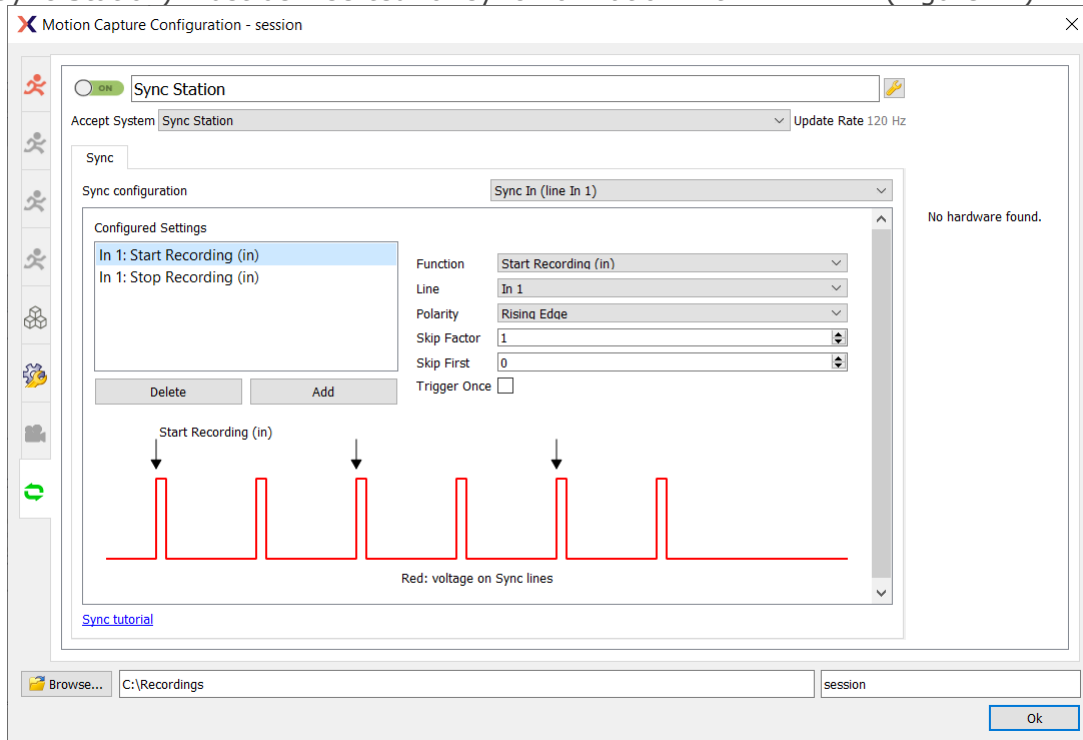 Motion Capture Configuration - session
ON Sync Station
Accept System Sync Station Update Rate 120 Hz
Sync
Sync configuration Sync In (line In 1)
No hardware found.
Configured Settings
In 1: Start Recording (in)
In 1: Stop Recording (in)
Function Start Recording (in)
Line In 1
Polarity Rising Edge
Skip Factor 1
Skip First 0
Trigger Once
Delete Add
Start Recording (in)
Red: voltage on Sync lines
Sync tutorial
Browse... C:\Recordings session
Ok